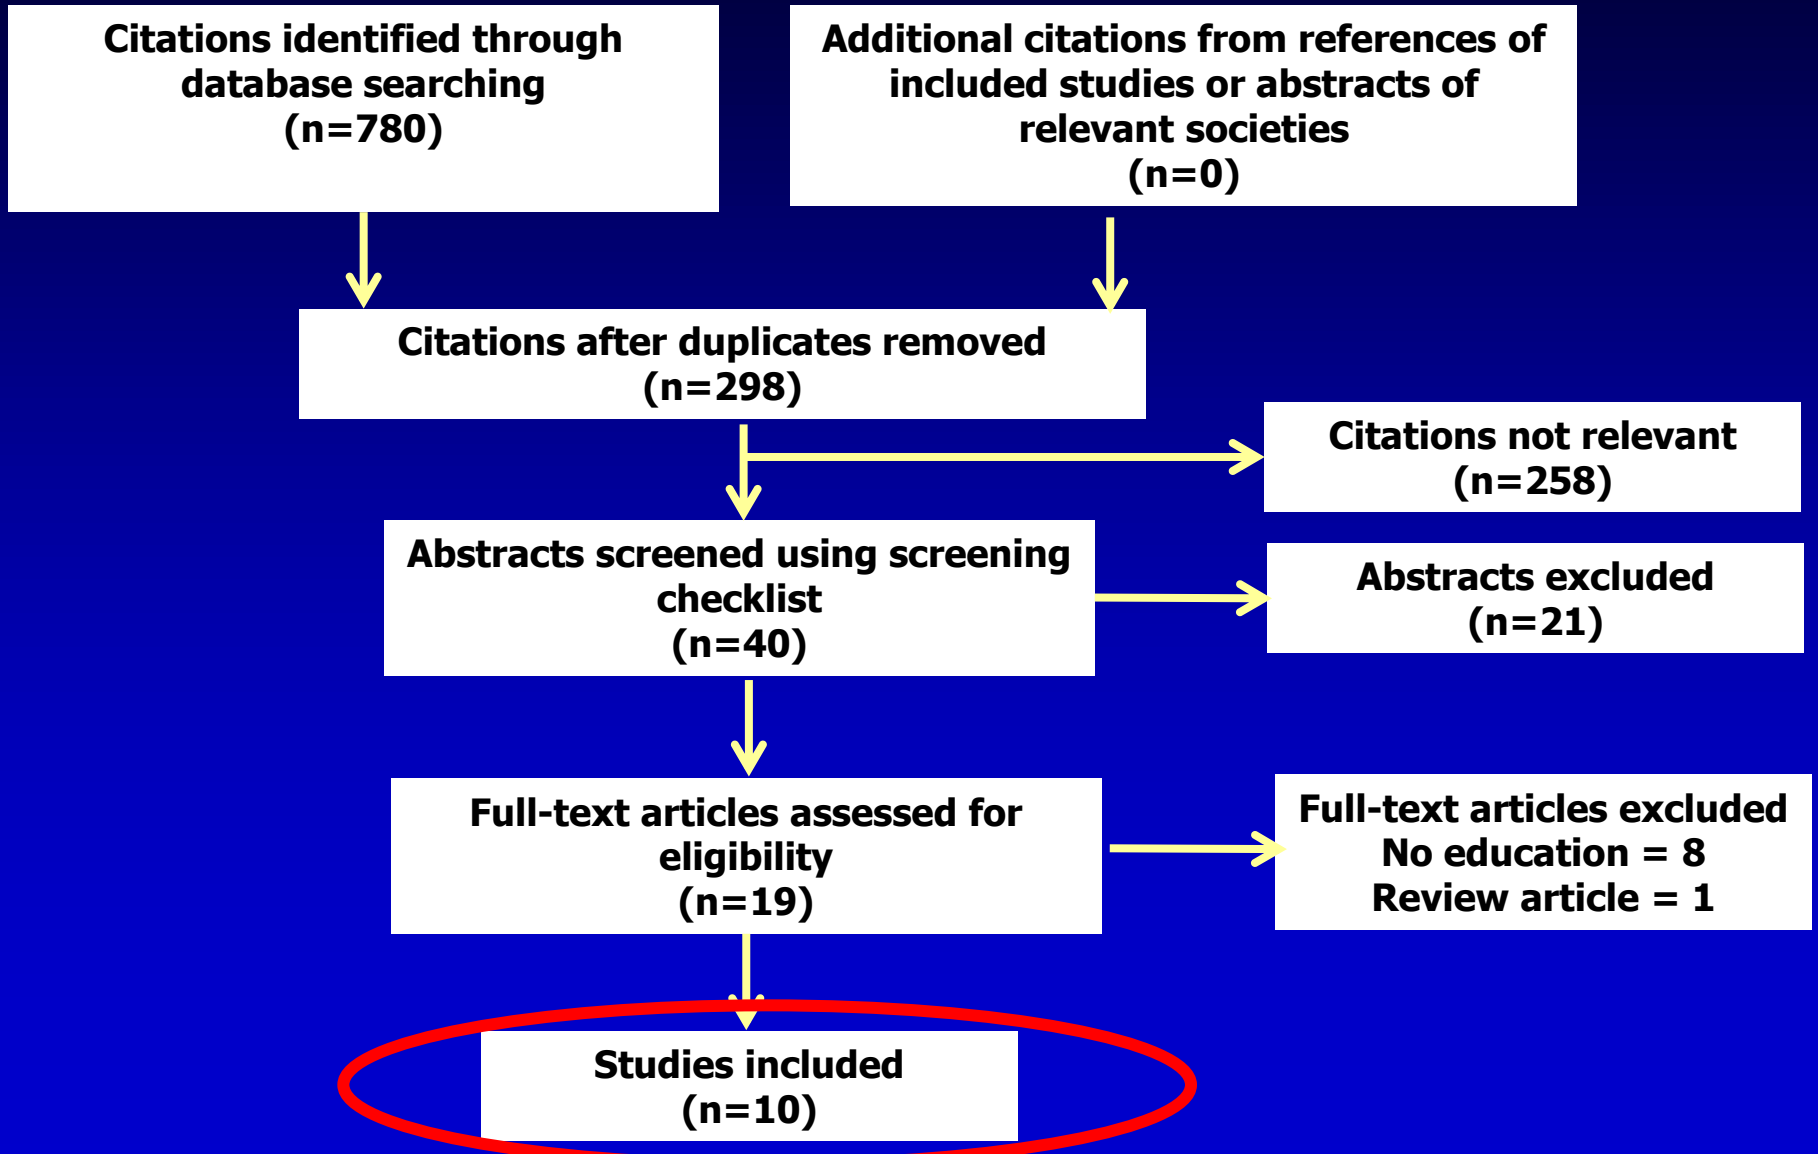 Citations identified through
database searching
(n=780)
Additional citations from references of
included studies or abstracts of
relevant societies
(n=0)
Citations after duplicates removed
(n=298)
Citations not relevant
(n=258)
Abstracts screened using screening
checklist
(n=40)
Abstracts excluded
(n=21)
Full-text articles assessed for
eligibility
(n=19)
Full-text articles excluded
No education = 8
Review article = 1
Studies included
(n=10)